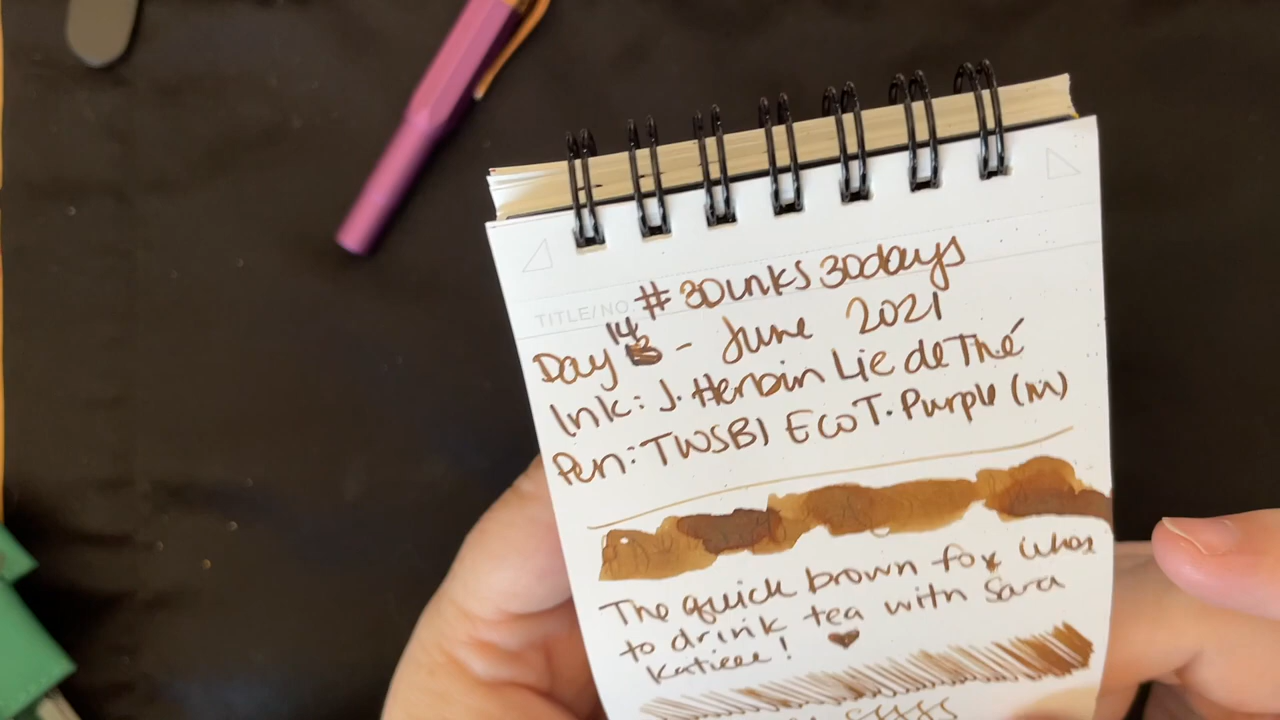 #30inks30days
TITLE/NO.
Day 14 - June 2021
Ink: J. Herbin Lie de Thé
Pen: TWSBI Eco T. Purple (M)
The quick brown fox whas
to drink tea with Sara
Katieee! ♥